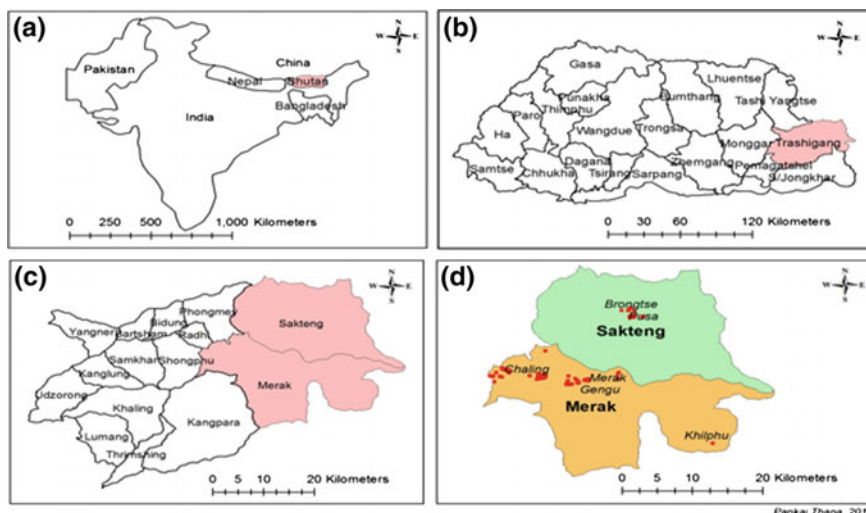 (a)
N
W E
S
China
Pakistan
Nepal
Bhutan
Bangladesh
India
0 250 500 1,000 Kilometers
(b)
N
W E
S
Gasa
Lhuentse
Punakha
Bumthang
Tashi Yangtse
Thimphu
Paro
Wangdue
Trongsa
Ha
Monggar
Trashigang
Dagana
Zhemgang
Pemagatehel
Samtse
Chhukha
Tsirang
Sarpang
S/Jongkhar
0 30 60 120 Kilometers
(c)
N
W E
S
Phongmey
Sakteng
Yangner
Bartsham
Bidung
Radhi
Samkhar
Shongphu
Kanglung
Merak
Udzorong
Khaling
Kangpara
Lumang
Thrimshing
0 5 10 20 Kilometers
(d)
N
W E
S
Brongtse
Pusa
Sakteng
Chaling
Merak
Gengu
Merak
Khilphu
0 5 10 20 Kilometers